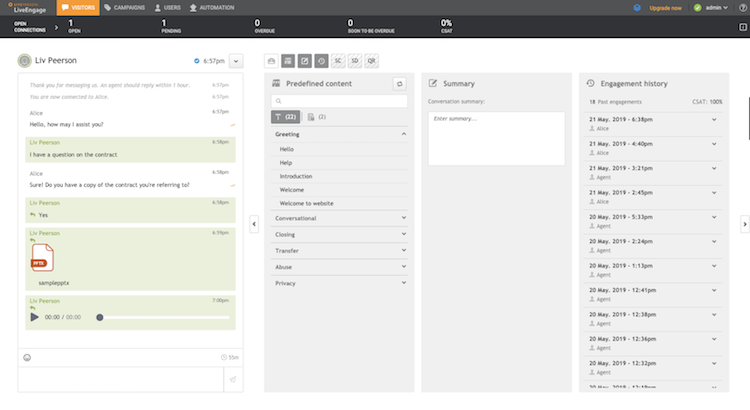 LiveEngage
VISITORS
CAMPAIGNS
USERS
AUTOMATION
Upgrade now
admin
OPEN CONNECTIONS
1
OPEN
1
PENDING
0
OVERDUE
0
SOON TO BE OVERDUE
0%
CSAT
Liv Peerson
6:57pm
Thank you for messaging us. An agent should reply within 1 hour. 6:57pm
You are now connected to Alice. 6:57pm
Alice 6:57pm
Hello, how may I assist you?
Liv Peerson 6:58pm
I have a question on the contract
Alice 6:58pm
Sure! Do you have a copy of the contract you're referring to?
Liv Peerson 6:58pm
Yes
Liv Peerson 6:59pm
PPTX
samplepptx
Liv Peerson 7:00pm
00:00 / 00:00
55m
SC
SD
QR
Predefined content
(22)
(2)
Greeting
Hello
Help
Introduction
Welcome
Welcome to website
Conversational
Closing
Transfer
Abuse
Privacy
Summary
Conversation summary:
Enter summary...
Engagement history
18 Past engagements CSAT: 100%
21 May. 2019 - 6:38pm
Alice
21 May. 2019 - 4:40pm
Alice
21 May. 2019 - 3:21pm
Agent
21 May. 2019 - 2:45pm
Alice
20 May. 2019 - 5:33pm
Agent
20 May. 2019 - 2:24pm
Agent
20 May. 2019 - 1:13pm
Agent
20 May. 2019 - 12:41pm
Agent
20 May. 2019 - 12:38pm
Agent
20 May. 2019 - 12:36pm
Agent
20 May. 2019 - 12:32pm
Agent